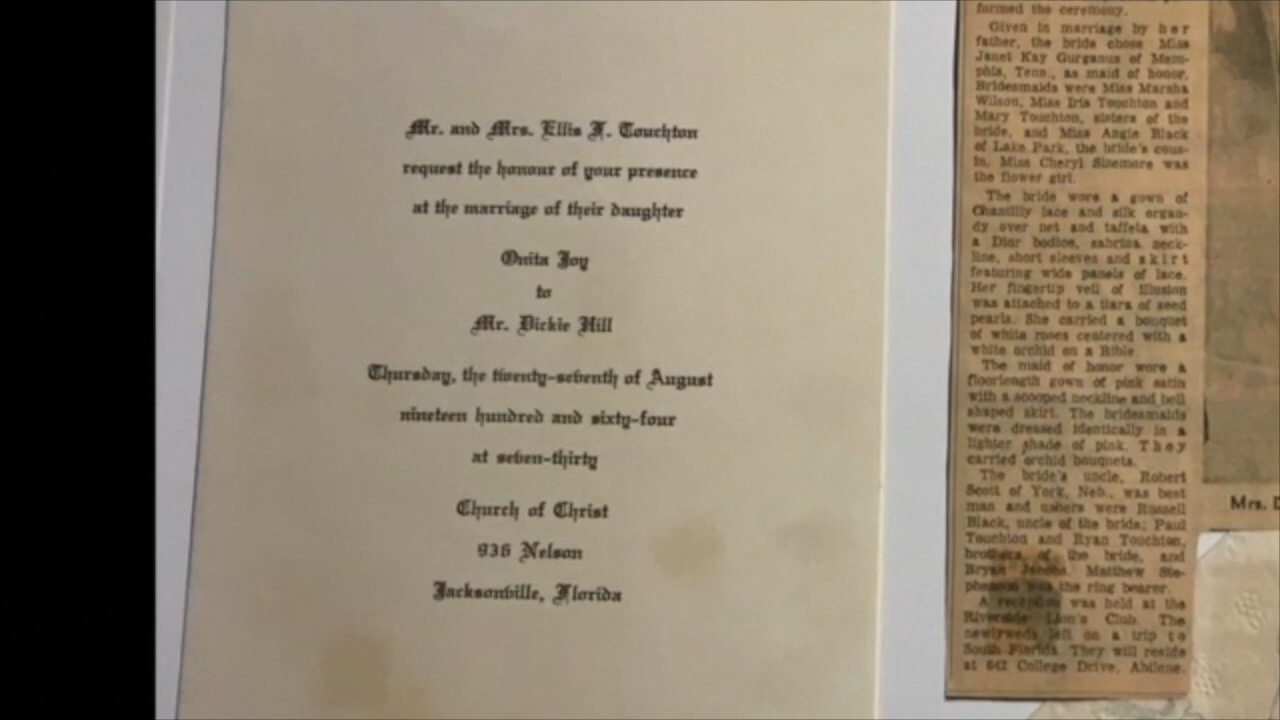 Mr. and Mrs. Ellis F. Touchton
request the honour of your presence
at the marriage of their daughter
Onita Joy
to
Mr. Dickie Hill
Thursday, the twenty-seventh of August
nineteen hundred and sixty-four
at seven-thirty
Church of Christ
936 Nelson
Jacksonville, Florida
formed the ceremony.
Given in marriage by her
father, the bride chose Miss
Janet Kay Gurganus of Mem-
phis, Tenn., as maid of honor.
Bridesmaids were Miss Marsha
Wilson, Miss Iris Touchton and
Mary Touchton, sisters of the
bride, and Miss Angie Black
of Lake Park, the bride's cous-
in. Miss Cheryl Sizemore was
the flower girl.
The bride wore a gown of
Chantilly lace and silk organ-
dy over net and taffeta with
a Dior bodice, sabrina neck-
line, short sleeves and skirt
featuring wide panels of lace.
Her fingertip veil of illusion
was attached to a tiara of seed
pearls. She carried a bouquet
of white roses centered with a
white orchid on a Bible.
The maid of honor wore a
floorlength gown of pink satin
with a scooped neckline and bell
shaped skirt. The bridesmaids
were dressed identically in a
lighter shade of pink. They
carried orchid bouquets.
The bride's uncle, Robert
Scott of York, Neb., was best
man and ushers were Russell
Black, uncle of the bride; Paul
Touchton and Ryan Touchton,
brothers of the bride, and
Bryan Jacobs. Matthew Ste-
phenson was the ring bearer.
A reception was held at the
Riverside Lion's Club. The
newlyweds left on a trip to
South Florida. They will reside
at 642 College Drive, Abilene.
Mrs. D